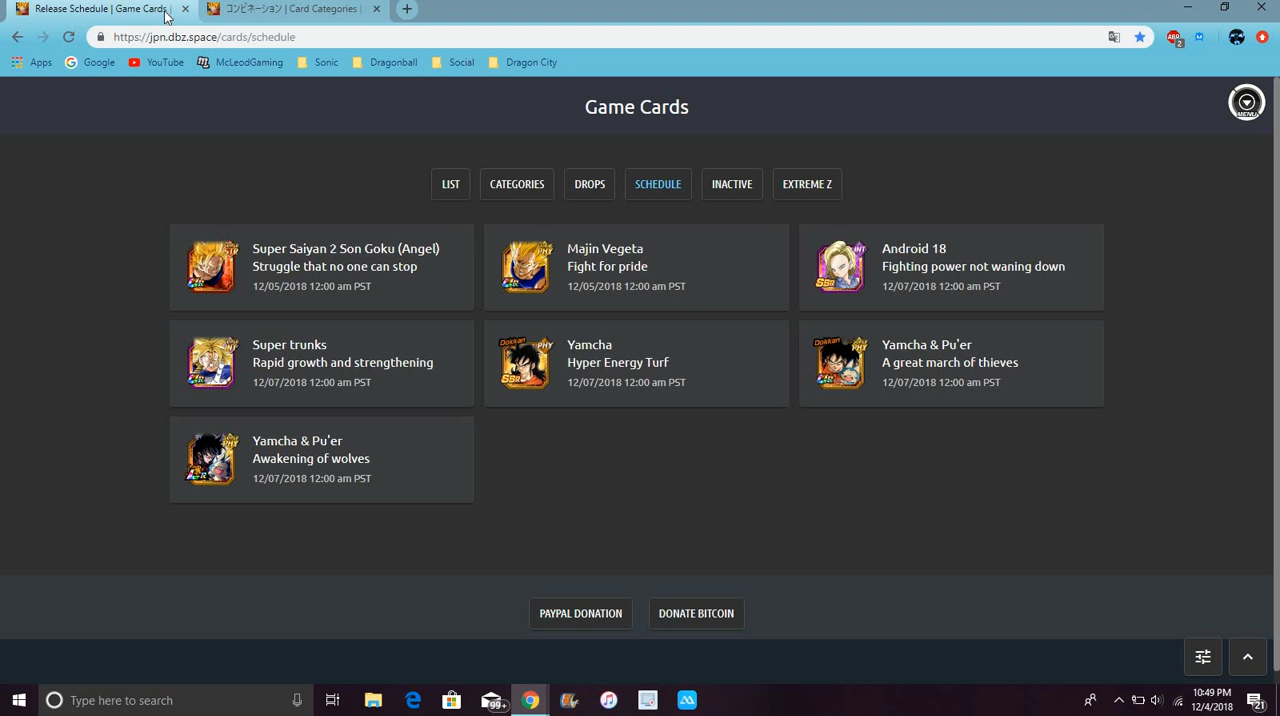 Release Schedule | Game Cards |
コンビネーション | Card Categories |
https://jpn.dbz.space/cards/schedule
2
Apps Google YouTube McLeodGaming Sonic Dragonball Social Dragon City
Game Cards
MENU
LIST CATEGORIES DROPS SCHEDULE INACTIVE EXTREME Z
Super Saiyan 2 Son Goku (Angel)
Struggle that no one can stop
12/05/2018 12:00 am PST
Majin Vegeta
Fight for pride
12/05/2018 12:00 am PST
Android 18
Fighting power not waning down
12/07/2018 12:00 am PST
Super trunks
Rapid growth and strengthening
12/07/2018 12:00 am PST
Yamcha
Hyper Energy Turf
12/07/2018 12:00 am PST
Yamcha & Pu'er
A great march of thieves
12/07/2018 12:00 am PST
Yamcha & Pu'er
Awakening of wolves
12/07/2018 12:00 am PST
PAYPAL DONATION DONATE BITCOIN
Type here to search
99+
10:49 PM
12/4/2018
21